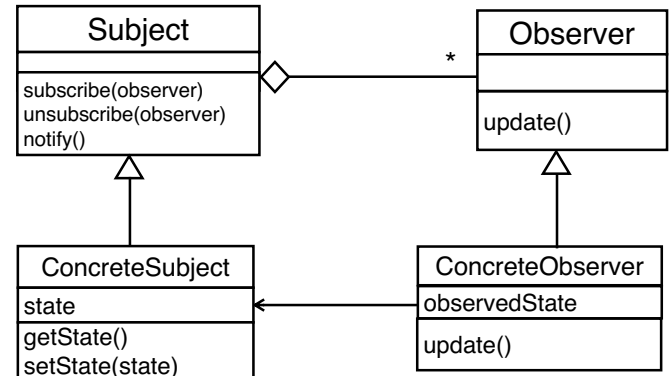 Subject
subscribe(observer)
unsubscribe(observer)
notify()
*
Observer
update()
ConcreteSubject
state
getState()
setState(state)
ConcreteObserver
observedState
update()